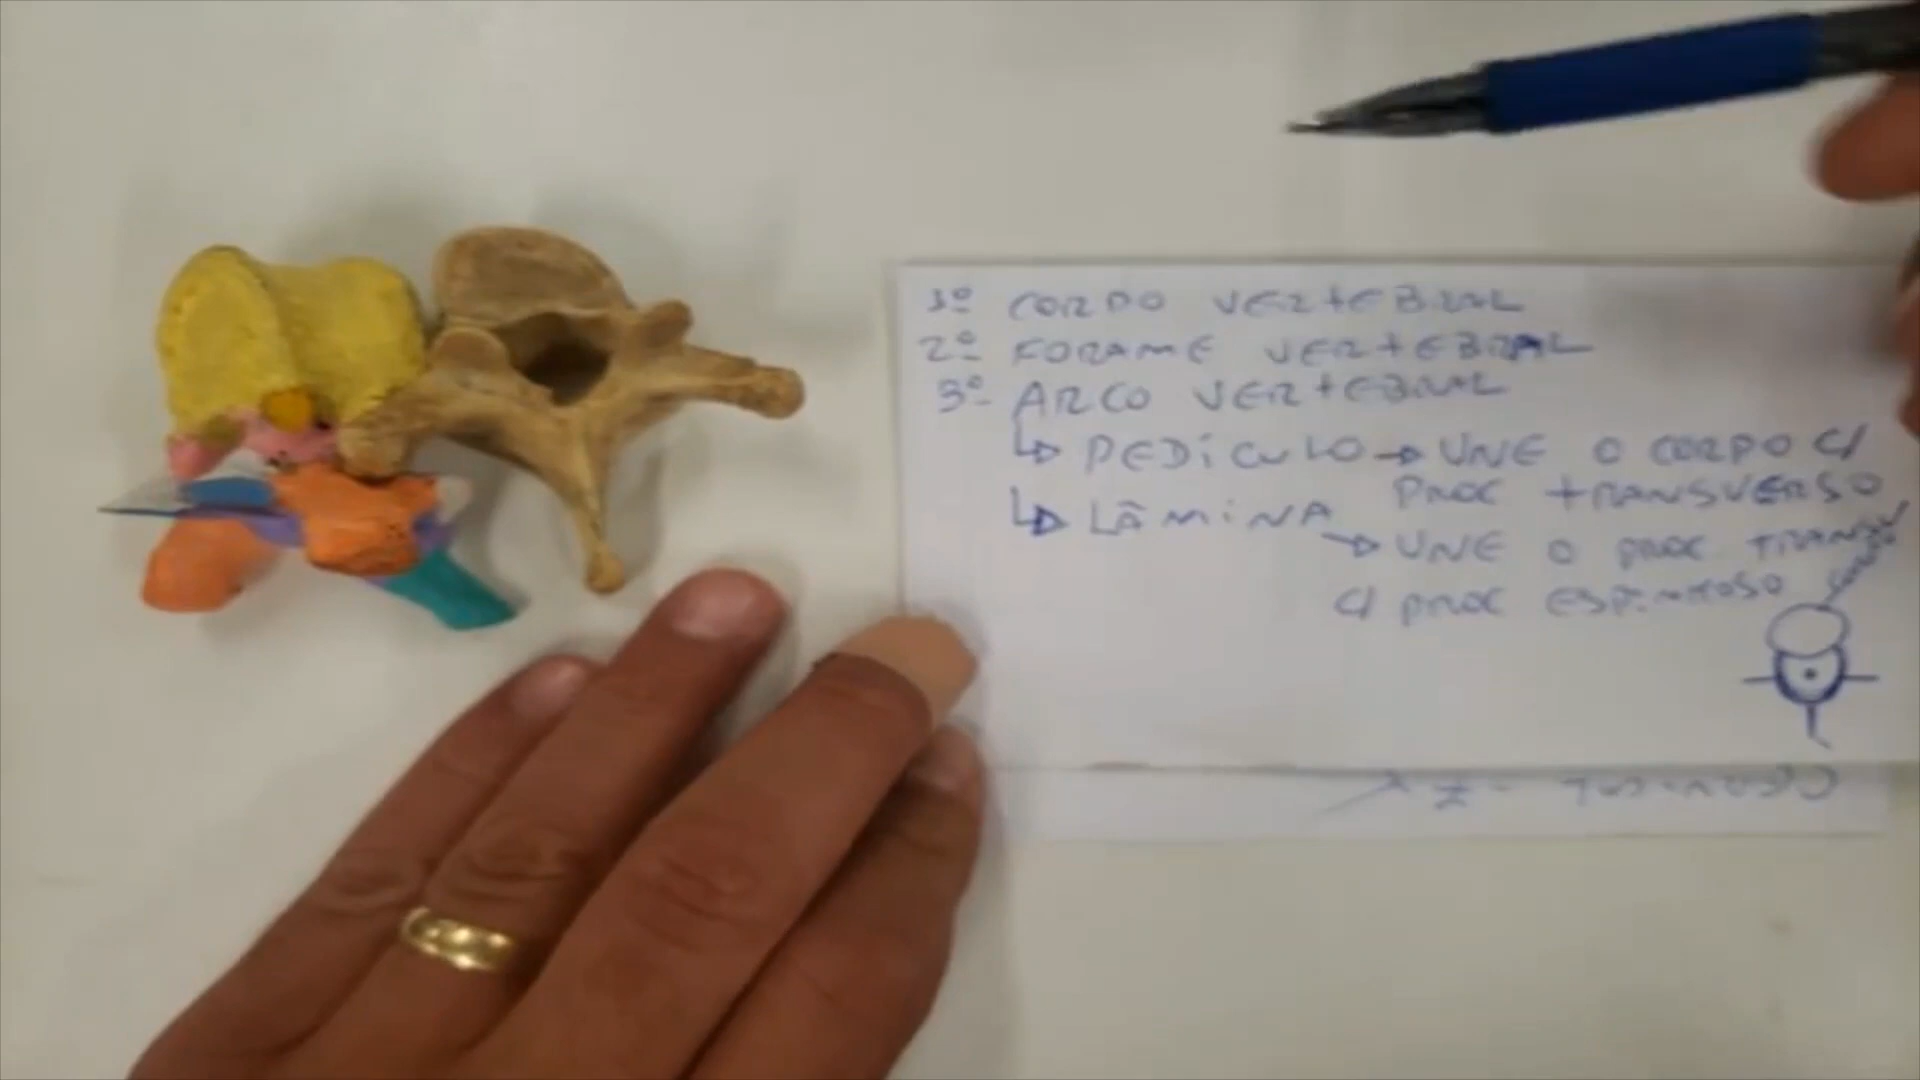 1º CORPO VERTEBRAL
2º FORAME VERTEBRAL
3º ARCO VERTEBRAL
↳ PEDÍCULO → UNE O CORPO C/
PROC TRANSVERSO
↳ LÂMINA
→ UNE O PROC TRANSV
C/ PROC ESPINHOSO